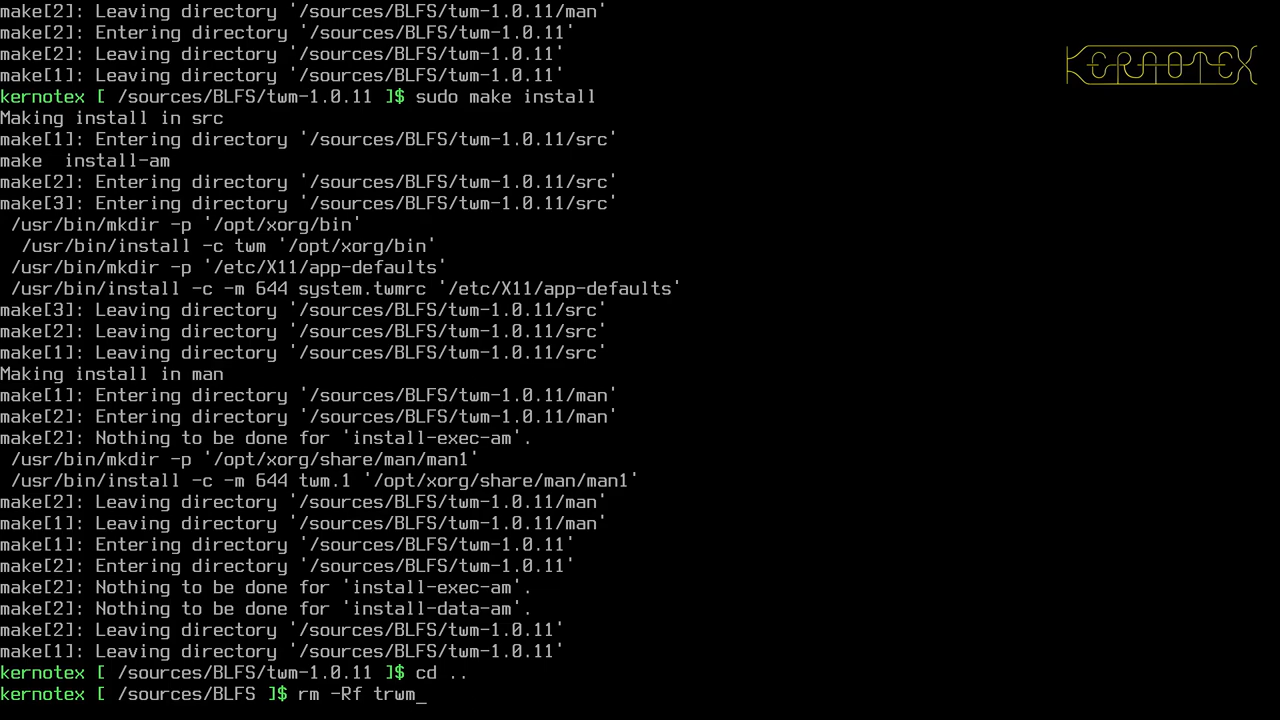 make[2]: Leaving directory '/sources/BLFS/twm-1.0.11/man'
make[2]: Entering directory '/sources/BLFS/twm-1.0.11'
make[2]: Leaving directory '/sources/BLFS/twm-1.0.11'
make[1]: Leaving directory '/sources/BLFS/twm-1.0.11'
KERNOTEX
kernotex [ /sources/BLFS/twm-1.0.11 ]$ sudo make install
Making install in src
make[1]: Entering directory '/sources/BLFS/twm-1.0.11/src'
make  install-am
make[2]: Entering directory '/sources/BLFS/twm-1.0.11/src'
make[3]: Entering directory '/sources/BLFS/twm-1.0.11/src'
 /usr/bin/mkdir -p '/opt/xorg/bin'
  /usr/bin/install -c twm '/opt/xorg/bin'
 /usr/bin/mkdir -p '/etc/X11/app-defaults'
 /usr/bin/install -c -m 644 system.twmrc '/etc/X11/app-defaults'
make[3]: Leaving directory '/sources/BLFS/twm-1.0.11/src'
make[2]: Leaving directory '/sources/BLFS/twm-1.0.11/src'
make[1]: Leaving directory '/sources/BLFS/twm-1.0.11/src'
Making install in man
make[1]: Entering directory '/sources/BLFS/twm-1.0.11/man'
make[2]: Entering directory '/sources/BLFS/twm-1.0.11/man'
make[2]: Nothing to be done for 'install-exec-am'.
 /usr/bin/mkdir -p '/opt/xorg/share/man/man1'
 /usr/bin/install -c -m 644 twm.1 '/opt/xorg/share/man/man1'
make[2]: Leaving directory '/sources/BLFS/twm-1.0.11/man'
make[1]: Leaving directory '/sources/BLFS/twm-1.0.11/man'
make[1]: Entering directory '/sources/BLFS/twm-1.0.11'
make[2]: Entering directory '/sources/BLFS/twm-1.0.11'
make[2]: Nothing to be done for 'install-exec-am'.
make[2]: Nothing to be done for 'install-data-am'.
make[2]: Leaving directory '/sources/BLFS/twm-1.0.11'
make[1]: Leaving directory '/sources/BLFS/twm-1.0.11'
kernotex [ /sources/BLFS/twm-1.0.11 ]$ cd ..
kernotex [ /sources/BLFS ]$ rm -Rf trwm_